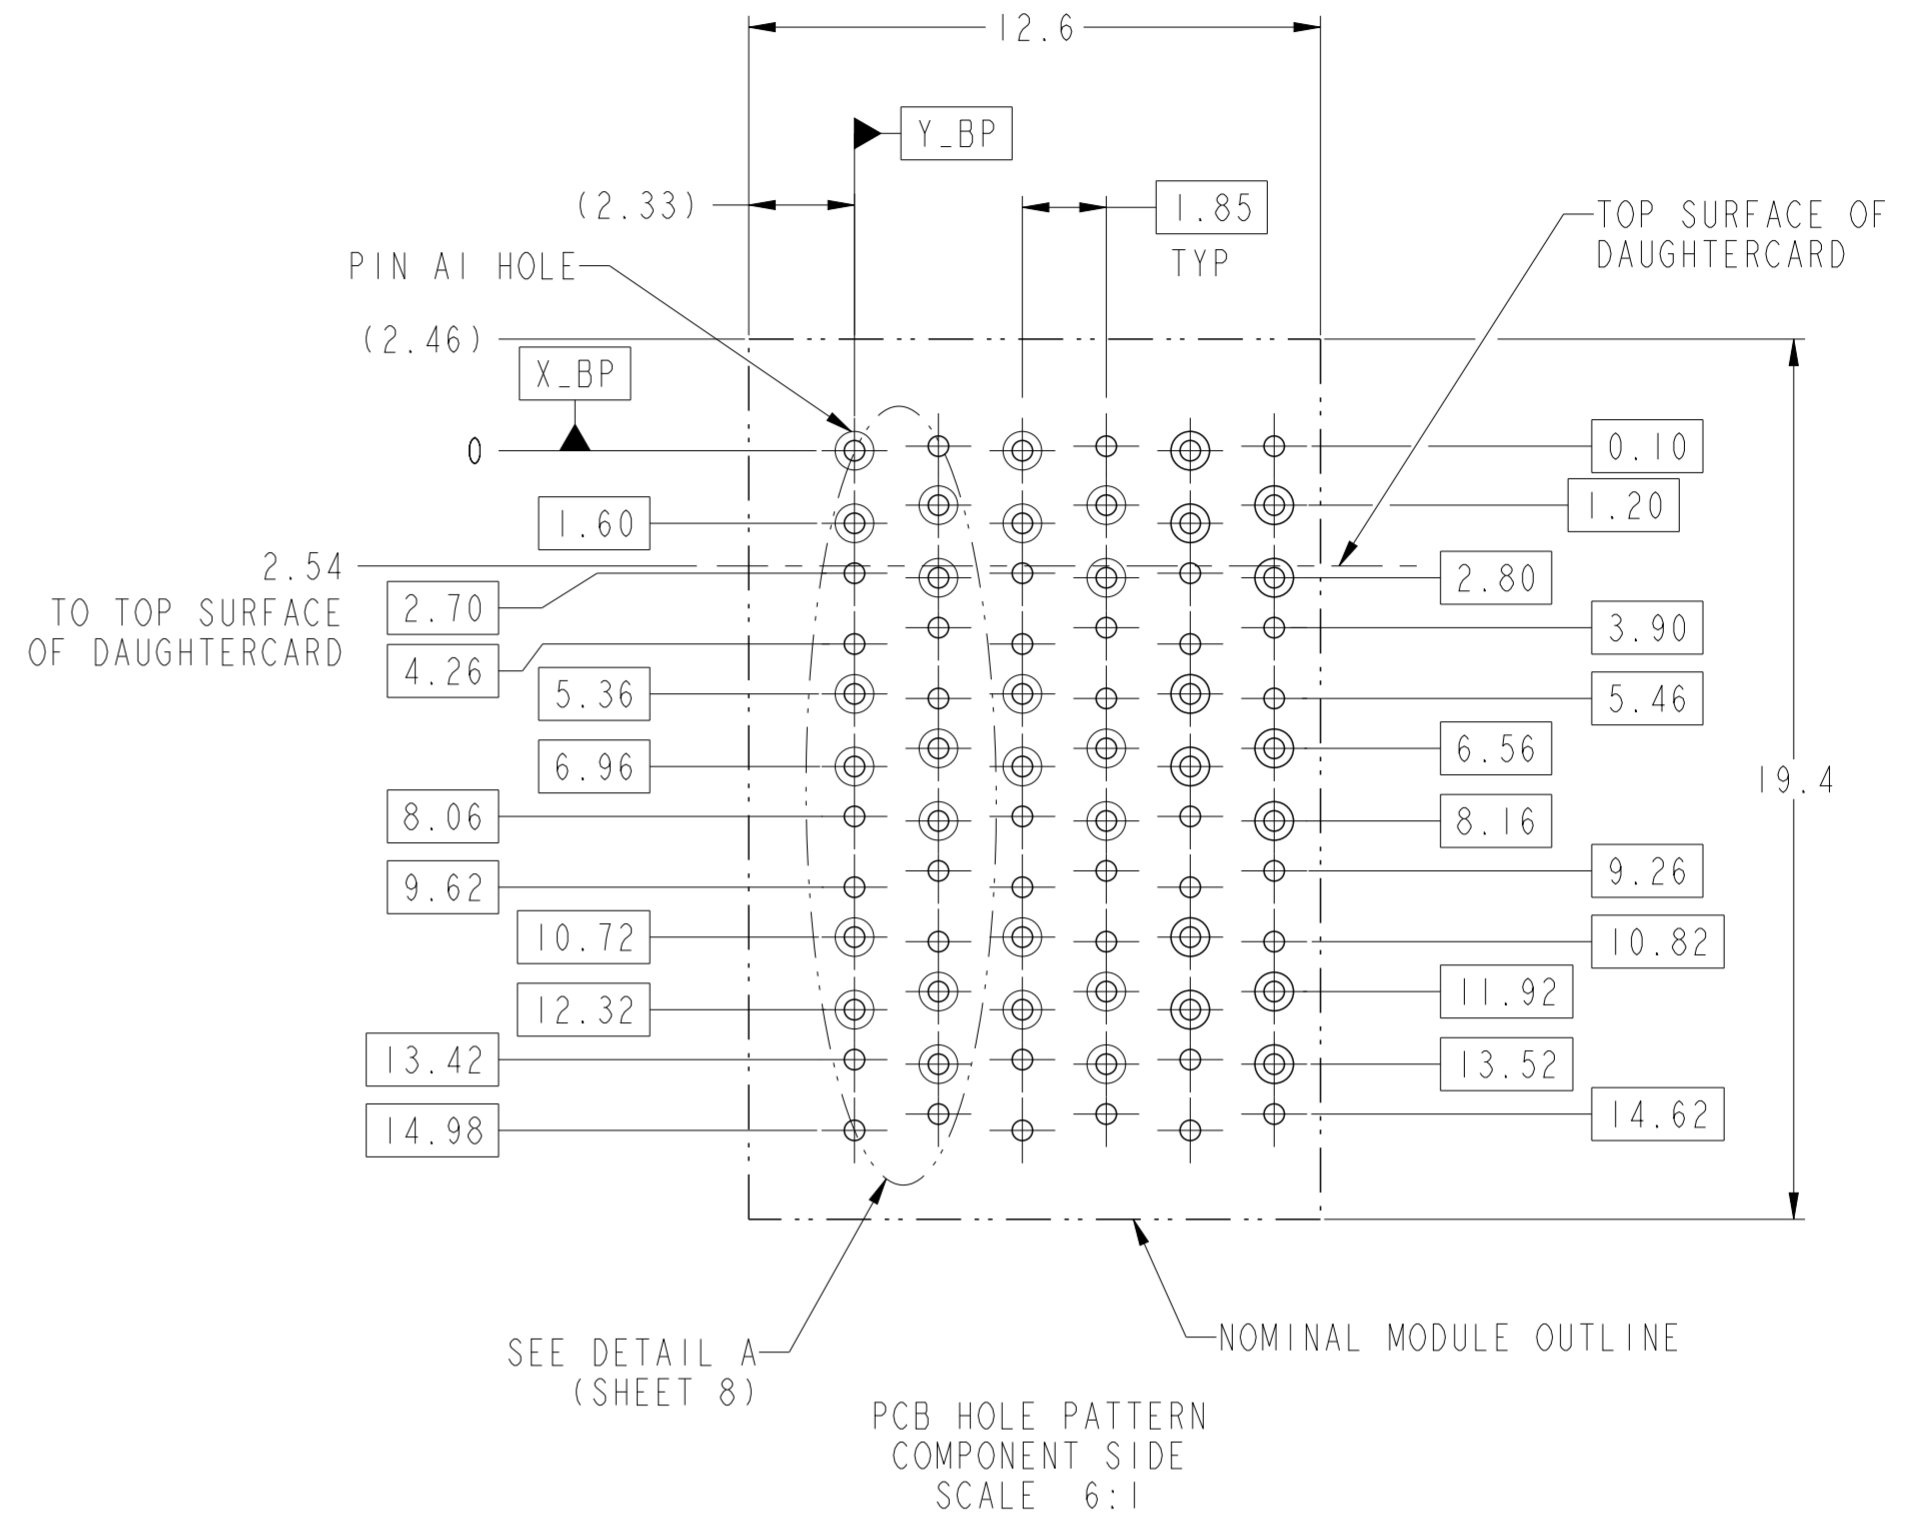 12.6
Y_BP
(2.33)
1.85
TYP
TOP SURFACE OF
DAUGHTERCARD
PIN A1 HOLE
(2.46)
X_BP
0
0.10
1.20
1.60
2.54
TO TOP SURFACE
OF DAUGHTERCARD
2.80
2.70
3.90
4.26
5.36
5.46
6.56
6.96
19.4
8.06
8.16
9.26
9.62
10.72
10.82
11.92
12.32
13.42
13.52
14.62
14.98
NOMINAL MODULE OUTLINE
SEE DETAIL A
(SHEET 8)
PCB HOLE PATTERN
COMPONENT SIDE
SCALE 6:1